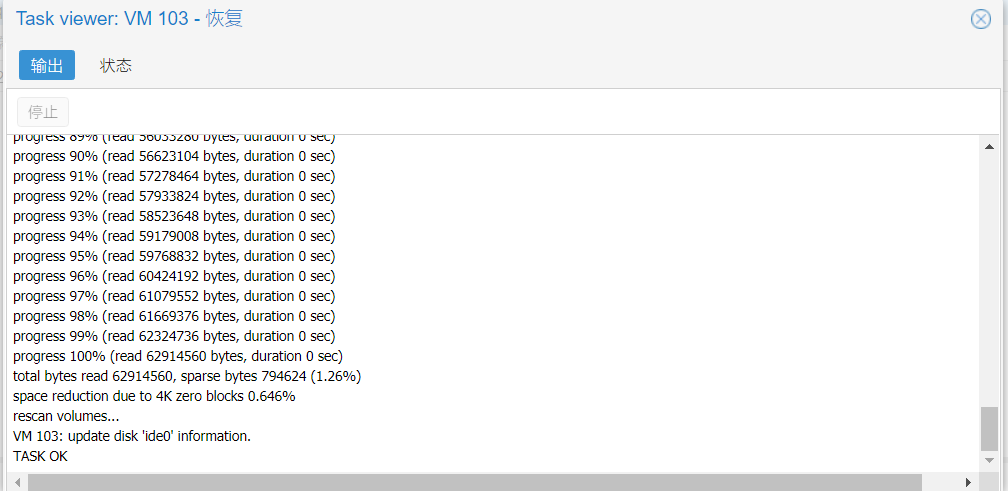 Task viewer: VM 103 - 恢复
输出 状态
停止
progress 89% (read 56033280 bytes, duration 0 sec)
progress 90% (read 56623104 bytes, duration 0 sec)
progress 91% (read 57278464 bytes, duration 0 sec)
progress 92% (read 57933824 bytes, duration 0 sec)
progress 93% (read 58523648 bytes, duration 0 sec)
progress 94% (read 59179008 bytes, duration 0 sec)
progress 95% (read 59768832 bytes, duration 0 sec)
progress 96% (read 60424192 bytes, duration 0 sec)
progress 97% (read 61079552 bytes, duration 0 sec)
progress 98% (read 61669376 bytes, duration 0 sec)
progress 99% (read 62324736 bytes, duration 0 sec)
progress 100% (read 62914560 bytes, duration 0 sec)
total bytes read 62914560, sparse bytes 794624 (1.26%)
space reduction due to 4K zero blocks 0.646%
rescan volumes...
VM 103: update disk 'ide0' information.
TASK OK